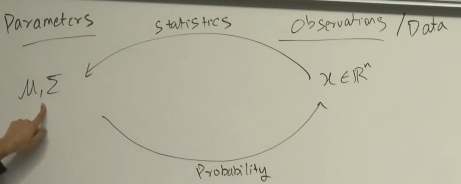 Parameters Statistics Observations / Data
μ, Σ x ∈ ℝⁿ
Probability